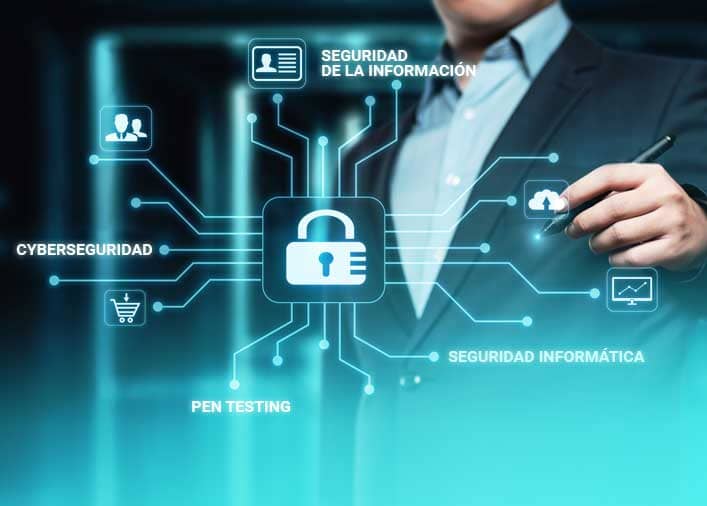 SEGURIDAD
DE LA INFORMACIÓN
CYBERSEGURIDAD
SEGURIDAD INFORMÁTICA
PEN TESTING